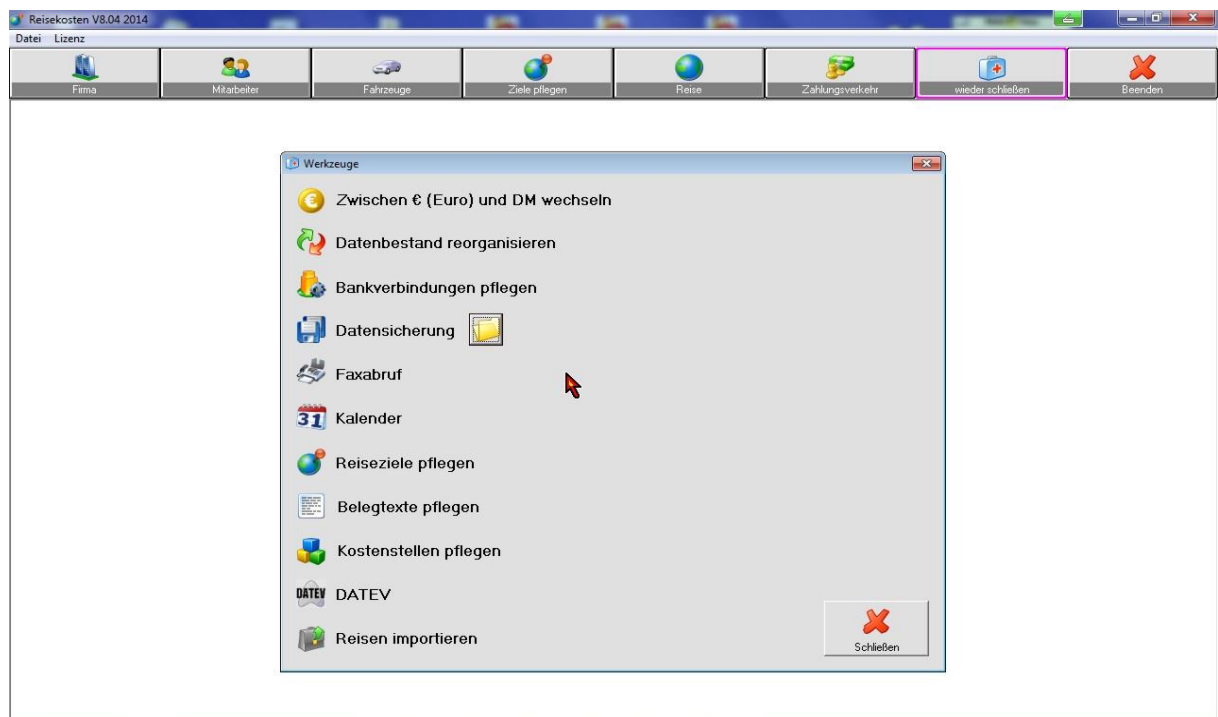 Reisekosten V8.04 2014
Datei Lizenz
Firma Mitarbeiter Fahrzeuge Ziele pflegen Reise Zahlungsverkehr wieder schließen Beenden
Werkzeuge
Zwischen € (Euro) und DM wechseln
Datenbestand reorganisieren
Bankverbindungen pflegen
Datensicherung
Faxabruf
31 Kalender
Reiseziele pflegen
Belegtexte pflegen
Kostenstellen pflegen
DATEV DATEV
Reisen importieren
Schließen